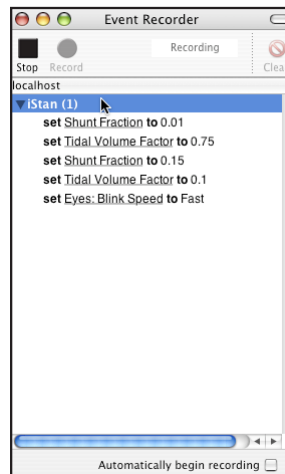 Event Recorder
Recording
Stop Record Clea
localhost
iStan (1)
set Shunt Fraction to 0.01
set Tidal Volume Factor to 0.75
set Shunt Fraction to 0.15
set Tidal Volume Factor to 0.1
set Eyes: Blink Speed to Fast
Automatically begin recording